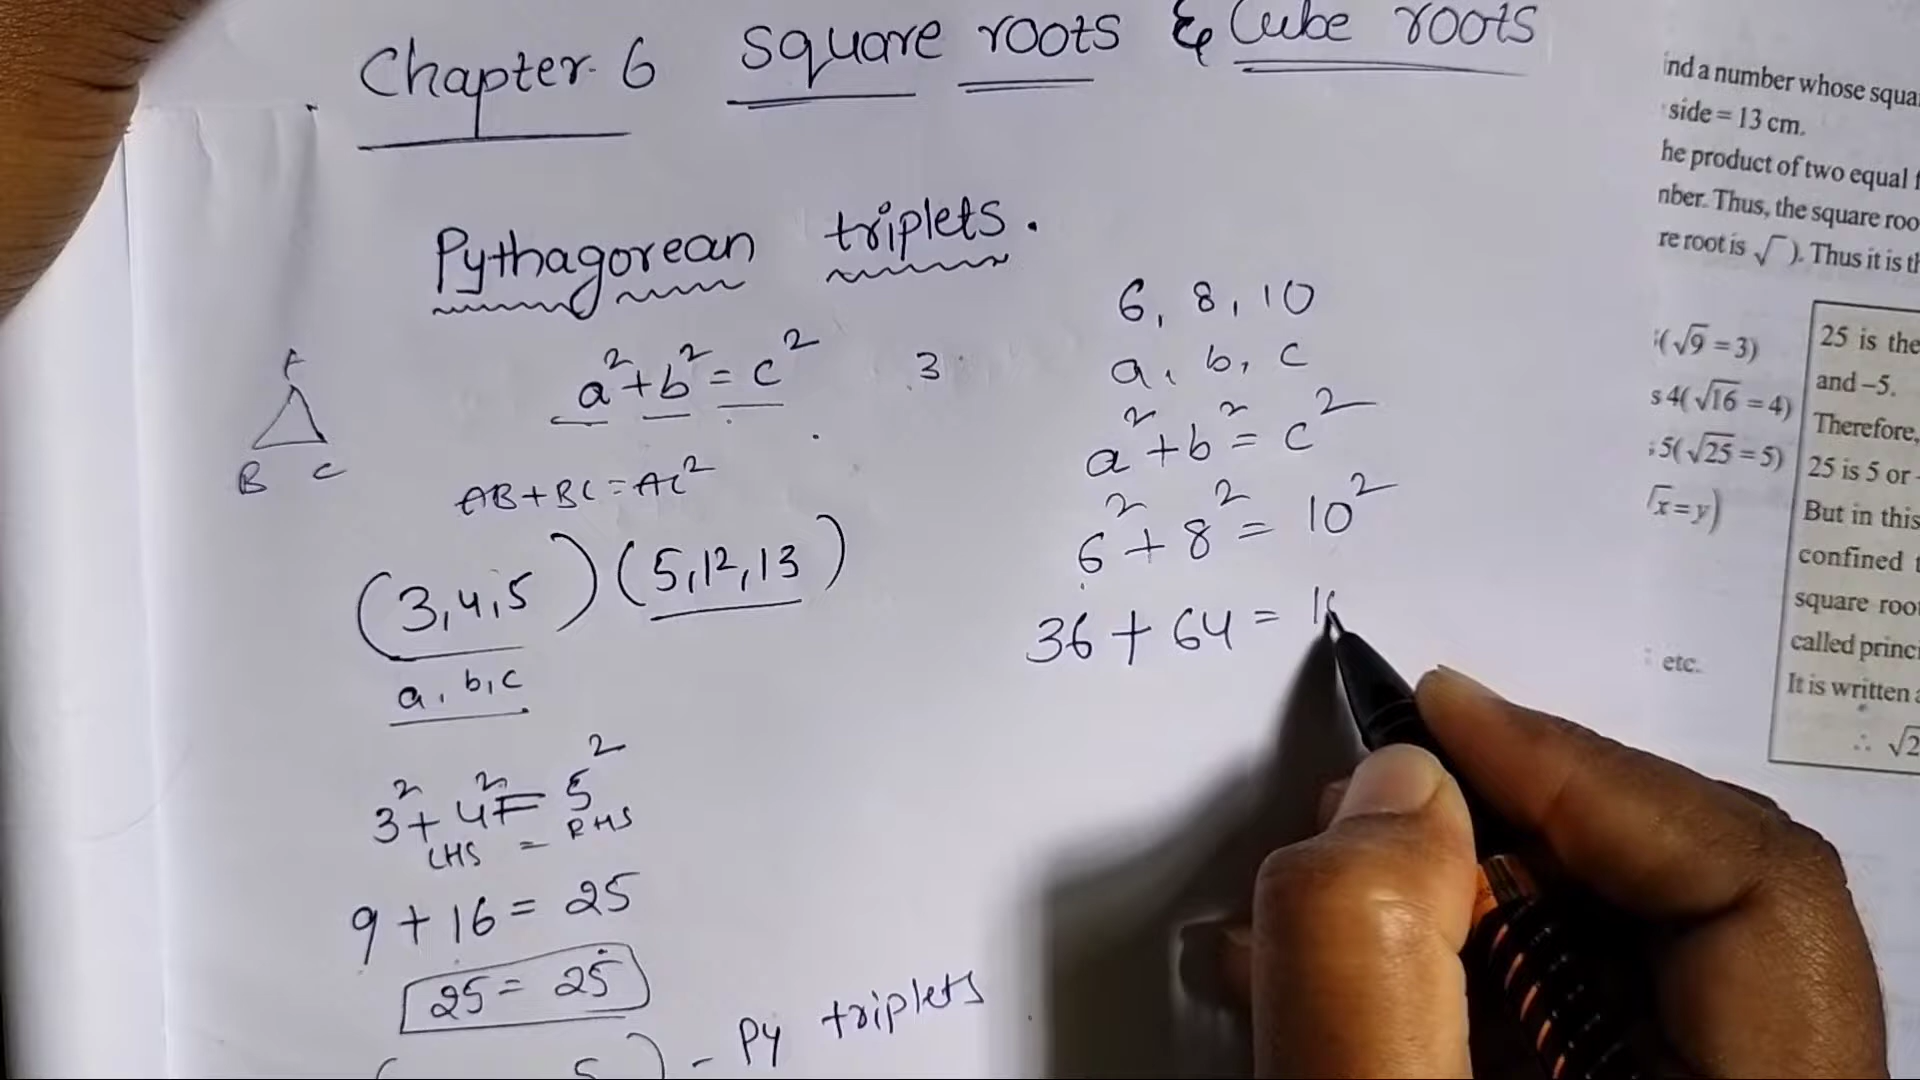 Chapter 6 Square roots & Cube roots
Pythagorean triplets.
a²+b²=c²
3
A
B C
AB+BC=AC²
(3,4,5) (5,12,13)
a, b, c
3²+4²=5²
LHS = RHS
9+16=25
25=25
5) - Py triplets
6, 8, 10
a, b, c
a²+b²=c²
6²+8²=10²
36+64=10
ind a number whose squa
side = 13 cm.
he product of two equal f
nber. Thus, the square roo
re root is √ ). Thus it is th
(√9 = 3)
s 4(√16 = 4)
5(√25 = 5)
√x = y)
etc.
25 is the
and –5.
Therefore,
25 is 5 or -
But in this
confined t
square roo
called princi
It is written a
∴ √2